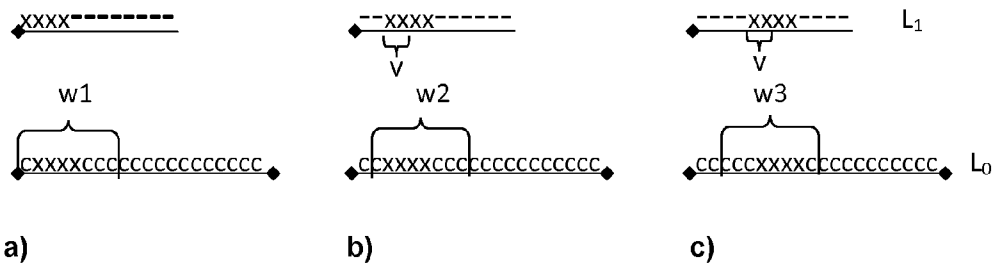 xxxx-------- --xxxx------ ----xxxx---- L₁
V V
w1 w2 w3
cxxxxccccccccccccccc ccxxxxcccccccccccccc cccccxxxxccccccccccc L₀
a) b) c)